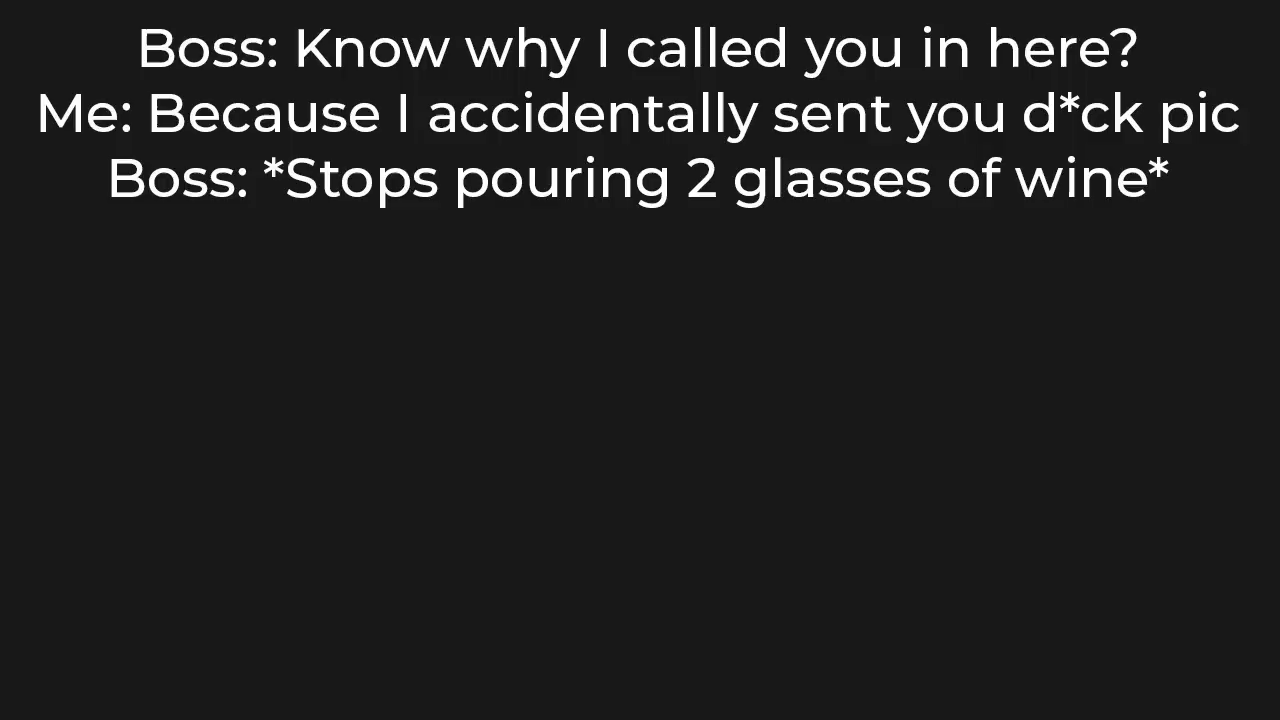 Boss: Know why I called you in here?
Me: Because I accidentally sent you d*ck pic
Boss: *Stops pouring 2 glasses of wine*